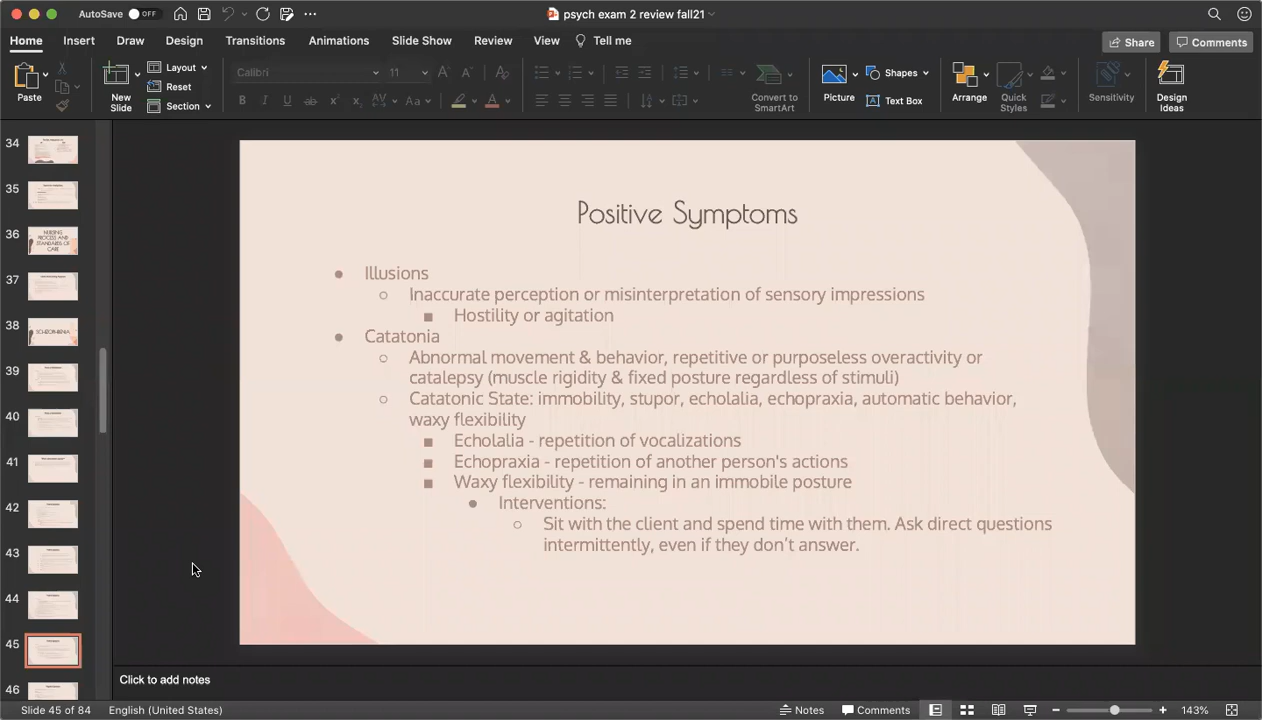 AutoSave OFF psych exam 2 review fall21
Home Insert Draw Design Transitions Animations Slide Show Review View Tell me Share Comments
Paste New Slide Layout Reset Section Calibri 11 Convert to SmartArt Picture Shapes Text Box Arrange Quick Styles Sensitivity Design Ideas
34
35
36 NURSING PROCESS AND STANDARDS OF CARE
37
38 SCHIZOPHRENIA
39
40
41
42
43
44
45
46
Positive Symptoms
● Illusions
○ Inaccurate perception or misinterpretation of sensory impressions
■ Hostility or agitation
● Catatonia
○ Abnormal movement & behavior, repetitive or purposeless overactivity or
catalepsy (muscle rigidity & fixed posture regardless of stimuli)
○ Catatonic State: immobility, stupor, echolalia, echopraxia, automatic behavior,
waxy flexibility
■ Echolalia - repetition of vocalizations
■ Echopraxia - repetition of another person's actions
■ Waxy flexibility - remaining in an immobile posture
● Interventions:
○ Sit with the client and spend time with them. Ask direct questions
intermittently, even if they don't answer.
Click to add notes
Slide 45 of 84 English (United States) Notes Comments 143%